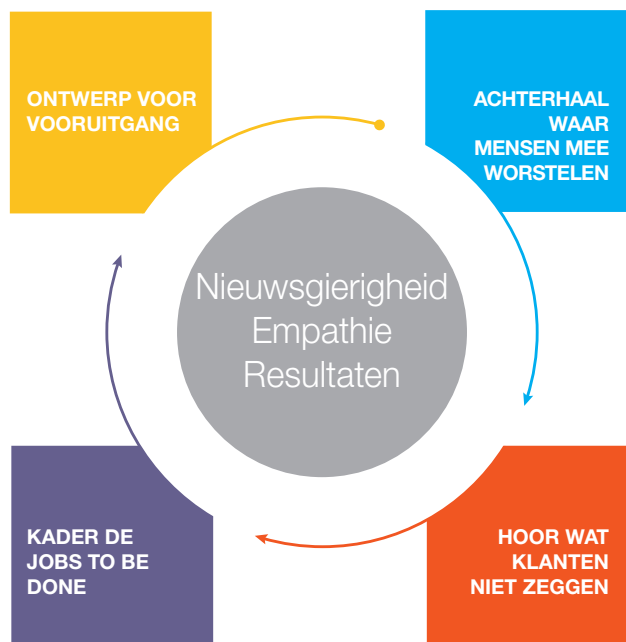 ONTWERP VOOR
VOORUITGANG
ACHTERHAAL
WAAR
MENSEN MEE
WORSTELEN
Nieuwsgierigheid
Empathie
Resultaten
KADER DE
JOBS TO BE
DONE
HOOR WAT
KLANTEN
NIET ZEGGEN